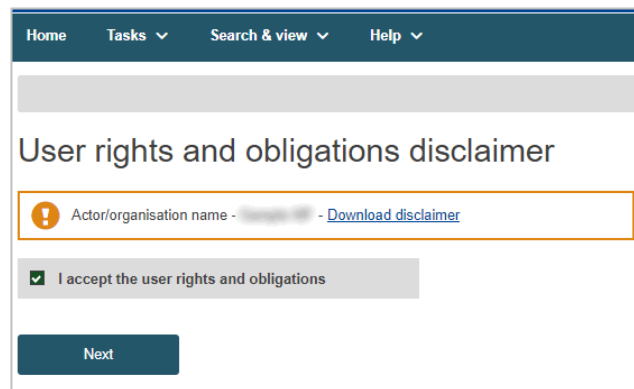 Home Tasks Search & view Help
User rights and obligations disclaimer
Actor/organisation name - - Download disclaimer
I accept the user rights and obligations
Next